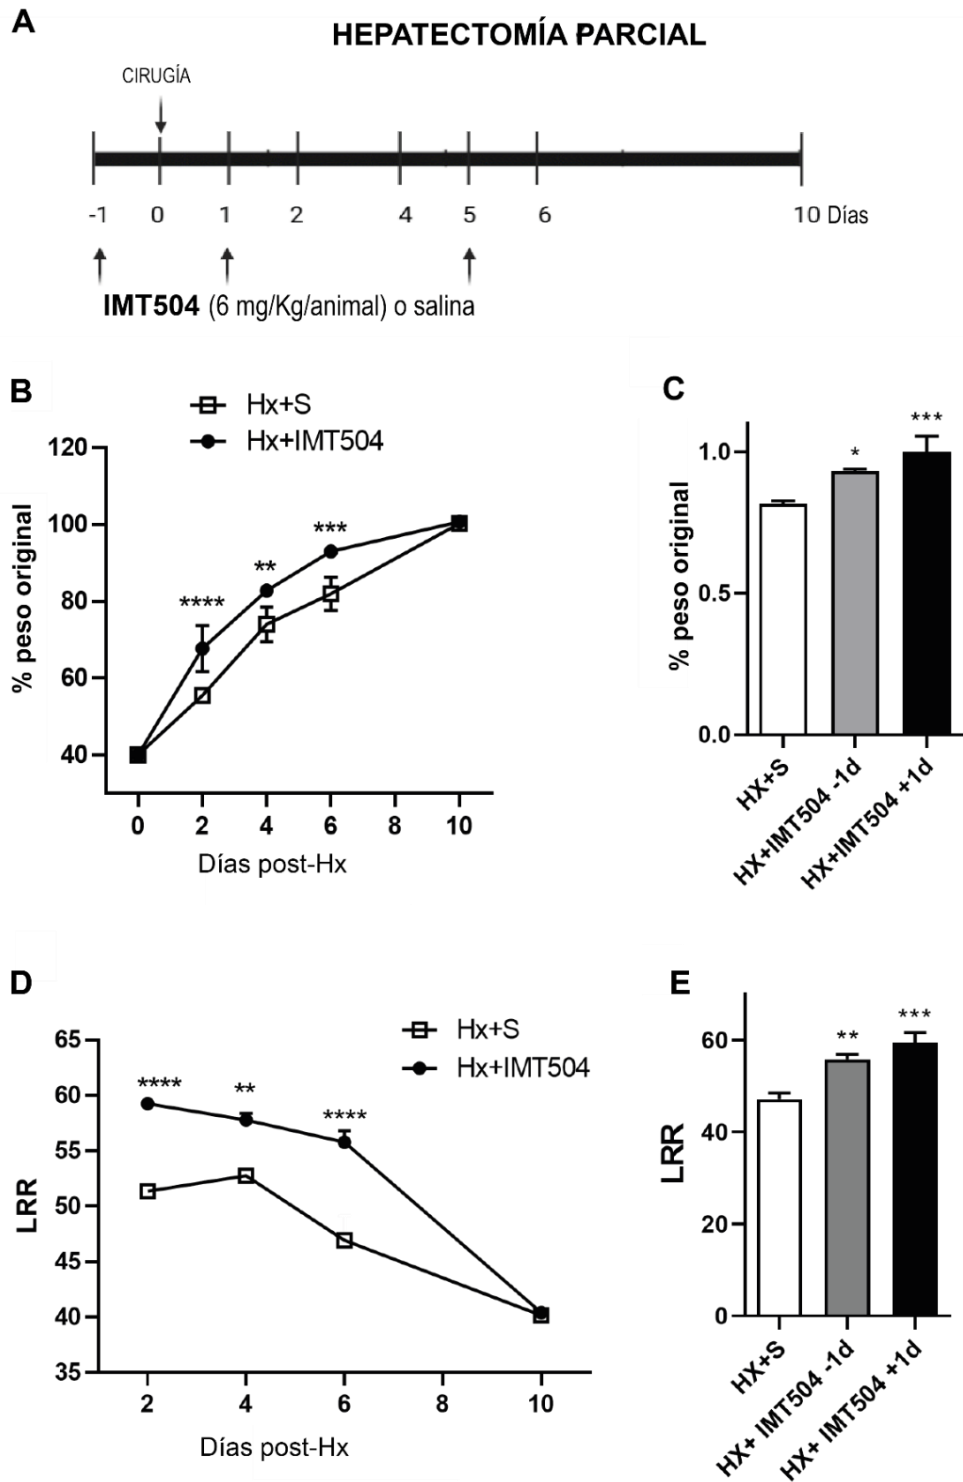 A
HEPATECTOMÍA PARCIAL
CIRUGÍA
-1 0 1 2 4 5 6 10 Días
IMT504 (6 mg/Kg/animal) o salina
B
Hx+S
Hx+IMT504
% peso original
120
100
80
60
40
****
**
***
0 2 4 6 8 10
Días post-Hx
C
% peso original
1.0
0.5
0.0
*
***
HX+S
HX+IMT504 -1d
HX+IMT504 +1d
D
Hx+S
Hx+IMT504
LRR
65
60
55
50
45
40
35
****
**
****
2 4 6 8 10
Días post-Hx
E
LRR
60
40
20
0
**
***
HX+S
HX+ IMT504 -1d
HX+ IMT504 +1d